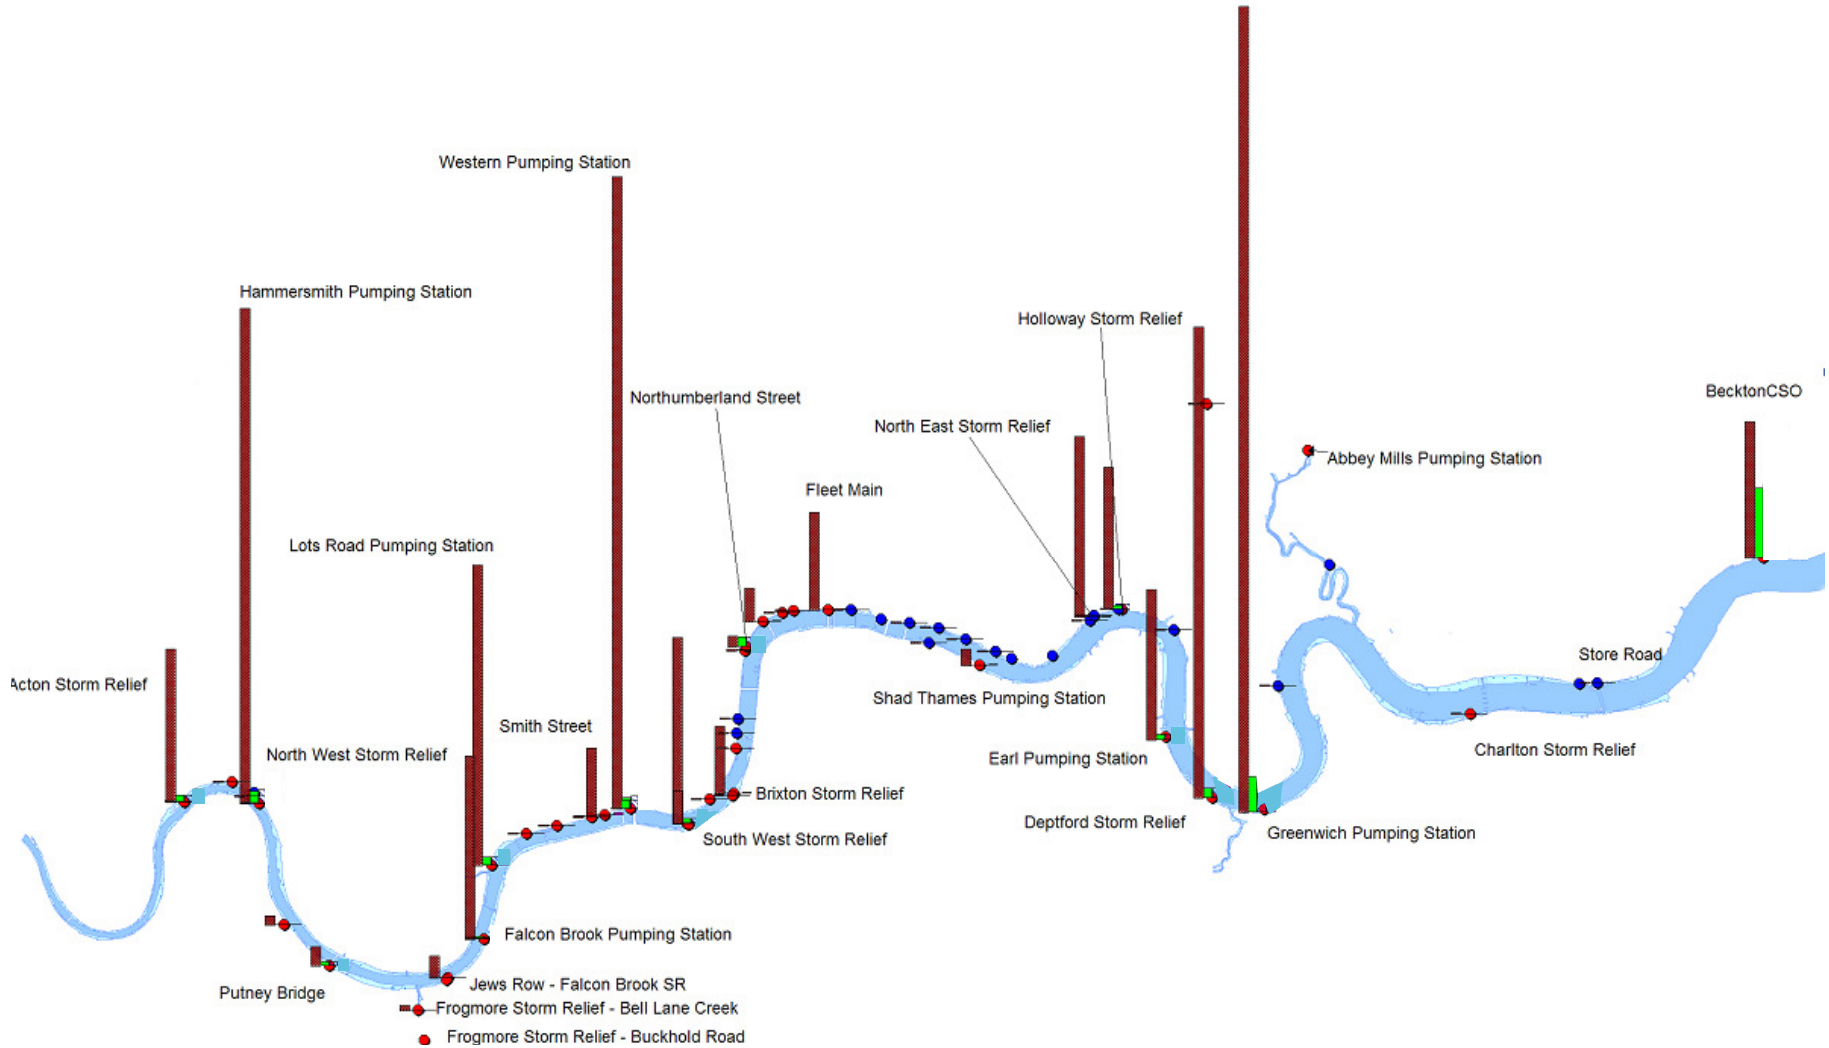 Western Pumping Station
Hammersmith Pumping Station
Holloway Storm Relief
BecktonCSO
Northumberland Street
North East Storm Relief
Abbey Mills Pumping Station
Fleet Main
Lots Road Pumping Station
Store Road
Acton Storm Relief
Shad Thames Pumping Station
Smith Street
North West Storm Relief
Charlton Storm Relief
Earl Pumping Station
Brixton Storm Relief
Deptford Storm Relief
Greenwich Pumping Station
South West Storm Relief
Falcon Brook Pumping Station
Jews Row - Falcon Brook SR
Putney Bridge
Frogmore Storm Relief - Bell Lane Creek
Frogmore Storm Relief - Buckhold Road